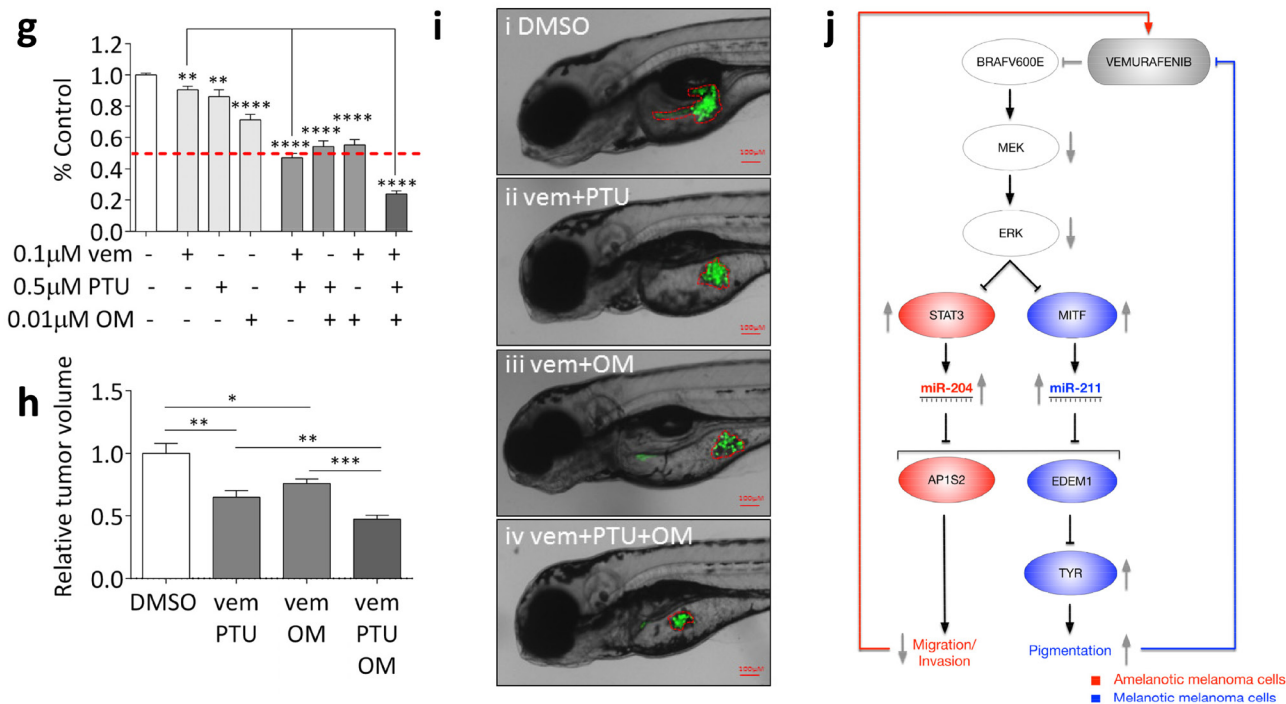 g
% Control
1.2
1.0
0.8
0.6
0.4
0.2
0.0
** ** **** **** **** **** ****
0.1µM vem - + - - + - + +
0.5µM PTU - - + - + + - +
0.01µM OM - - - + - + + +
h
Relative tumor volume
1.5
1.0
0.5
0.0
*
** **
***
DMSO vem PTU vem OM vem PTU OM
i
i DMSO
100µM
ii vem+PTU
100µM
iii vem+OM
100µM
iv vem+PTU+OM
100µM
j
BRAFV600E VEMURAFENIB
MEK
ERK
STAT3 MITF
miR-204 miR-211
AP1S2 EDEM1
TYR
Migration/
Invasion
Pigmentation
Amelanotic melanoma cells
Melanotic melanoma cells